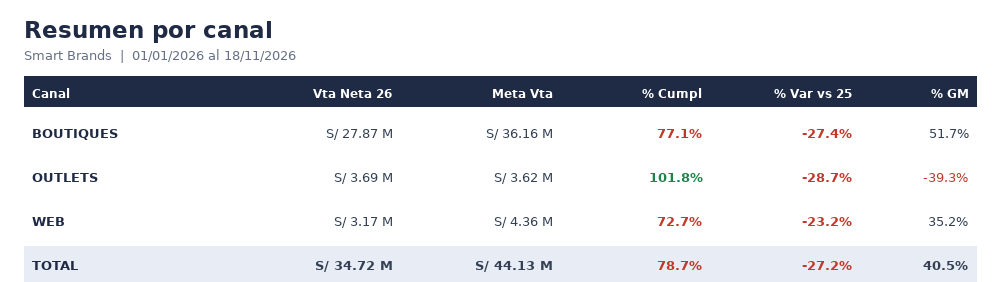 Resumen por canal
Smart Brands | 01/01/2026 al 18/11/2026
Canal Vta Neta 26 Meta Vta % Cumpl % Var vs 25 % GM
BOUTIQUES S/ 27.87 M S/ 36.16 M 77.1% -27.4% 51.7%
OUTLETS S/ 3.69 M S/ 3.62 M 101.8% -28.7% -39.3%
WEB S/ 3.17 M S/ 4.36 M 72.7% -23.2% 35.2%
TOTAL S/ 34.72 M S/ 44.13 M 78.7% -27.2% 40.5%